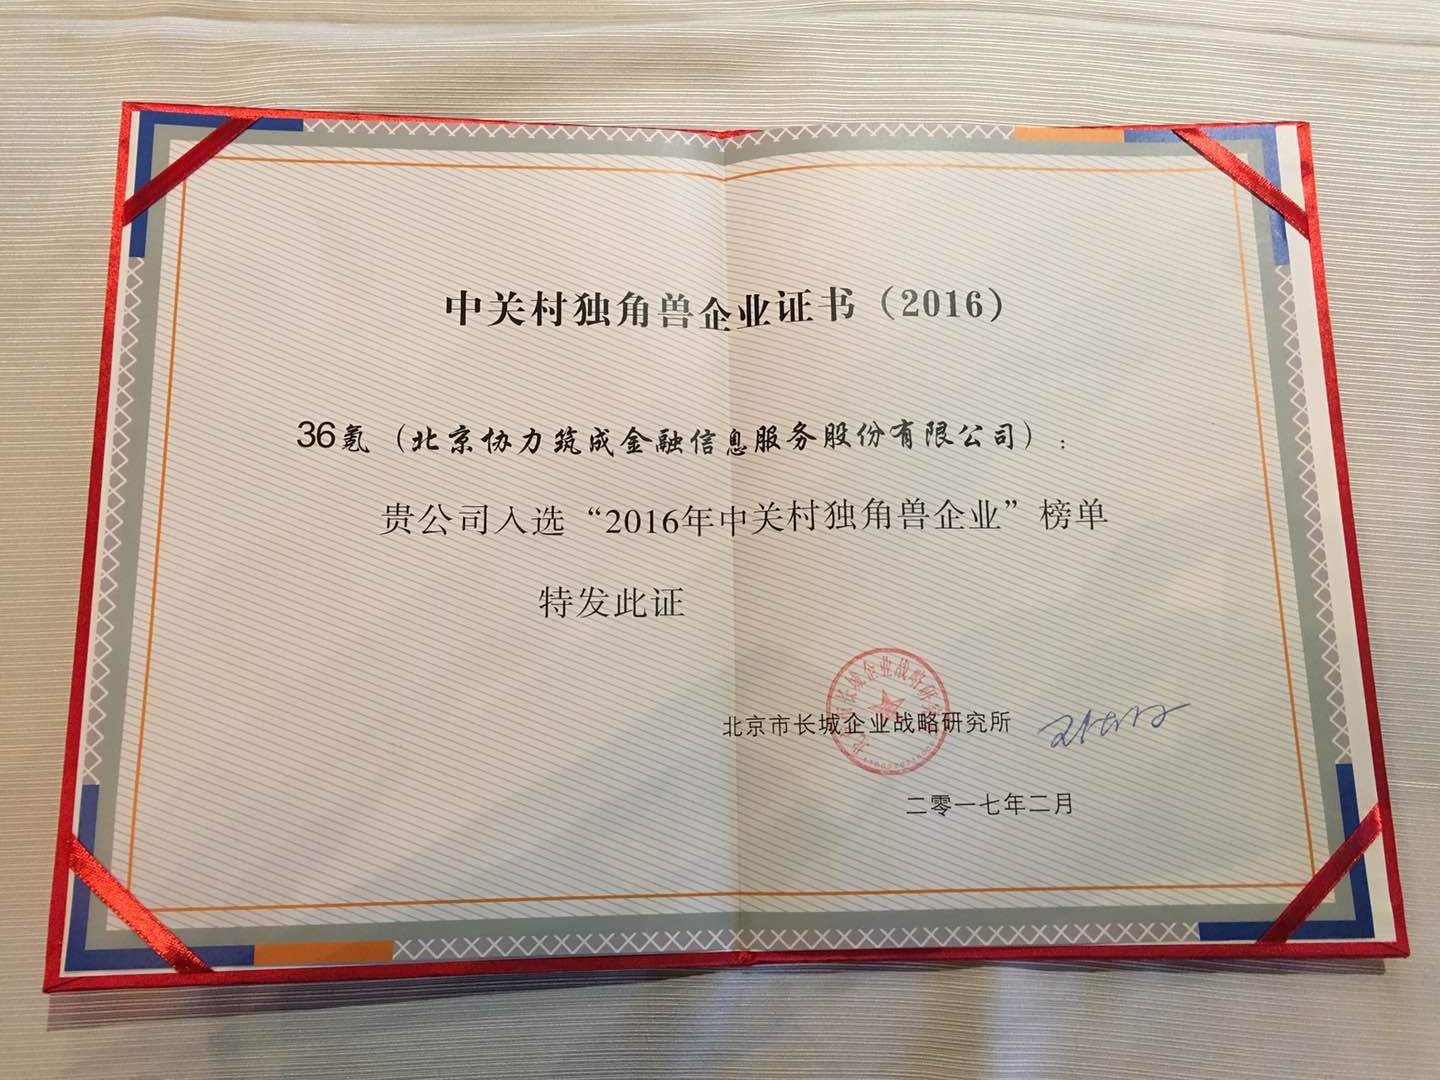 中关村独角兽企业证书（2016）
36氪（北京协力筑成金融信息服务股份有限公司）：
贵公司入选“2016年中关村独角兽企业”榜单
特发此证
北京市长城企业战略研究所
二零一七年二月